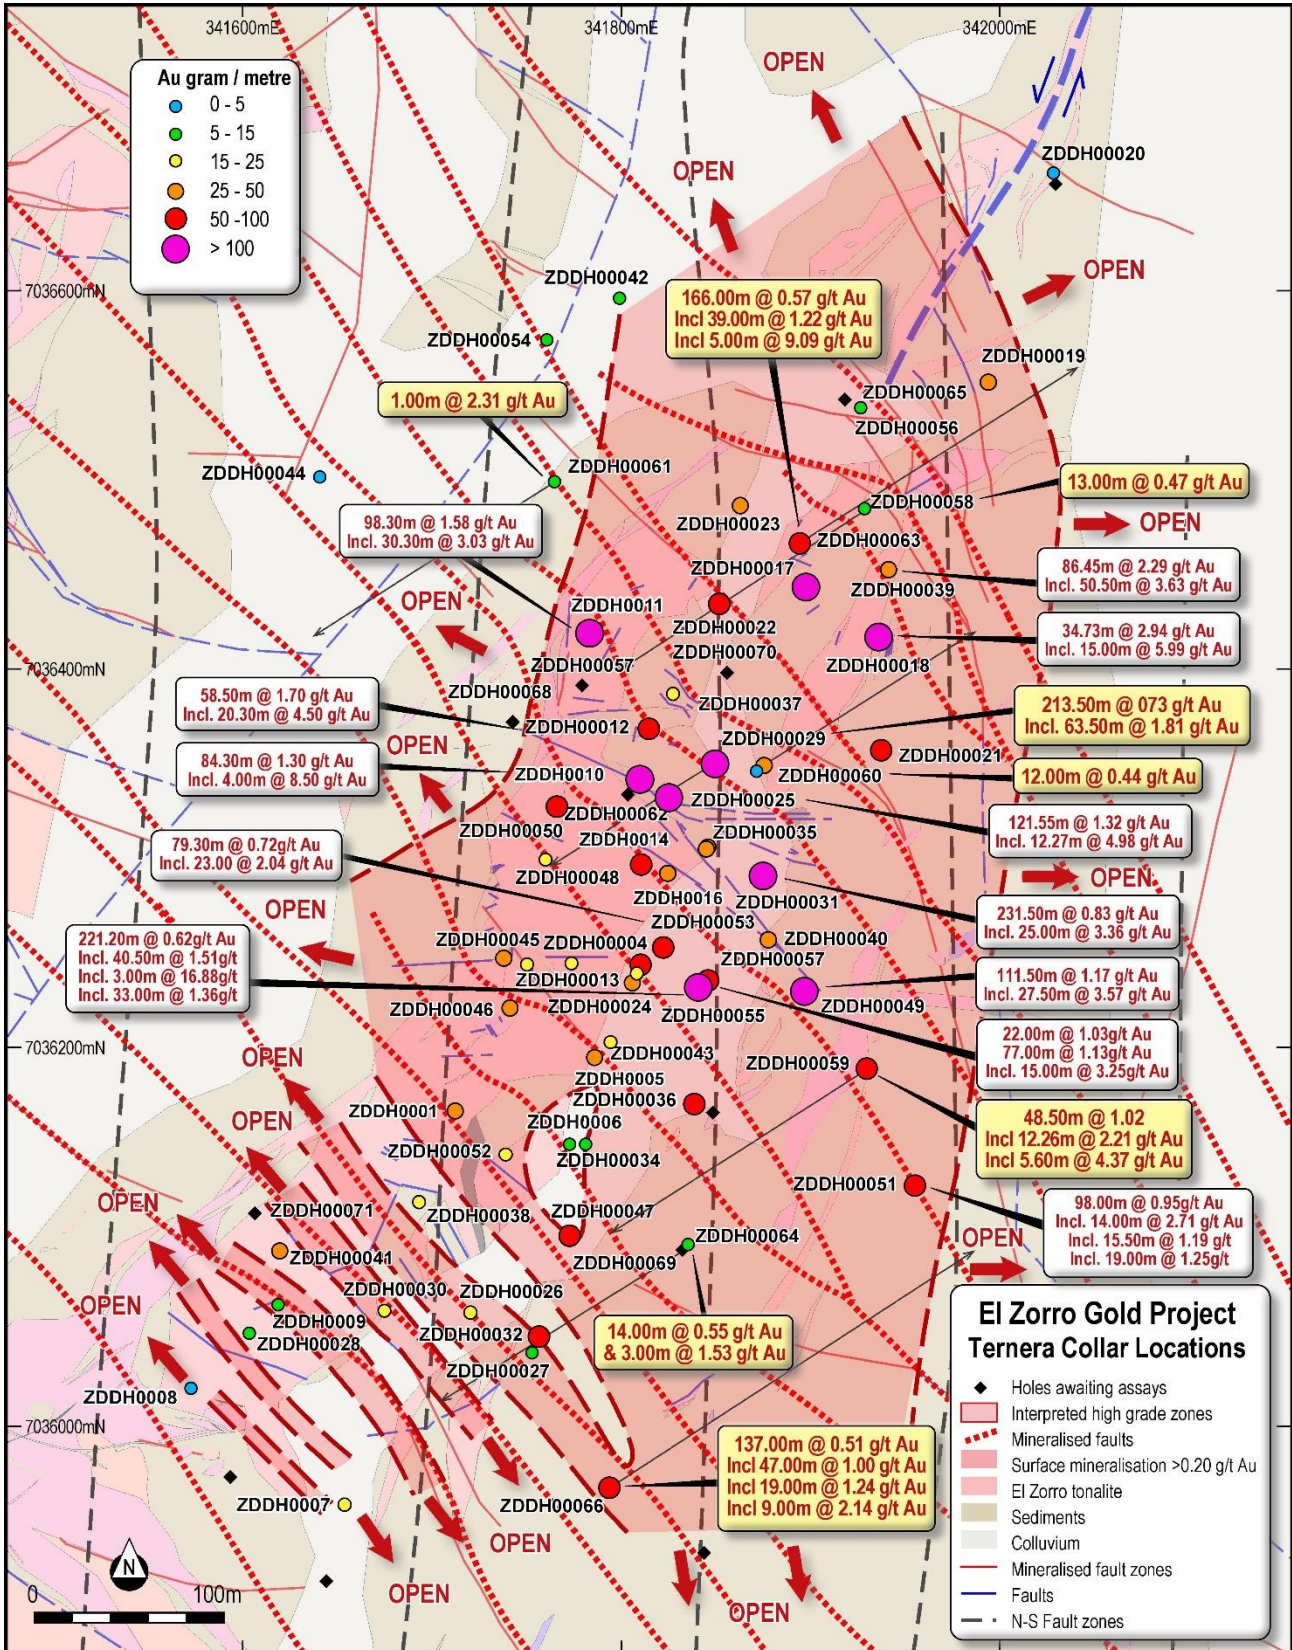 341600mE
341800mE
342000mE
Au gram / metre
0 - 5
5 - 15
15 - 25
25 - 50
50 -100
> 100
OPEN
OPEN
ZDDH00020
OPEN
7036600mN
ZDDH00042
166.00m @ 0.57 g/t Au
Incl 39.00m @ 1.22 g/t Au
Incl 5.00m @ 9.09 g/t Au
ZDDH00054
ZDDH00019
1.00m @ 2.31 g/t Au
ZDDH00065
ZDDH00056
ZDDH00061
ZDDH00044
ZDDH00058
13.00m @ 0.47 g/t Au
OPEN
ZDDH00023
98.30m @ 1.58 g/t Au
Incl. 30.30m @ 3.03 g/t Au
ZDDH00063
ZDDH00017
ZDDH00039
86.45m @ 2.29 g/t Au
Incl. 50.50m @ 3.63 g/t Au
OPEN
ZDDH0011
ZDDH00022
34.73m @ 2.94 g/t Au
Incl. 15.00m @ 5.99 g/t Au
7036400mN
ZDDH00057
ZDDH00070
ZDDH00018
58.50m @ 1.70 g/t Au
Incl. 20.30m @ 4.50 g/t Au
ZDDH00068
ZDDH00037
213.50m @ 073 g/t Au
Incl. 63.50m @ 1.81 g/t Au
ZDDH00012
OPEN
ZDDH00029
ZDDH00021
84.30m @ 1.30 g/t Au
Incl. 4.00m @ 8.50 g/t Au
ZDDH0010
ZDDH00060
12.00m @ 0.44 g/t Au
ZDDH00062
ZDDH00025
ZDDH00050
121.55m @ 1.32 g/t Au
Incl. 12.27m @ 4.98 g/t Au
79.30m @ 0.72g/t Au
Incl. 23.00 @ 2.04 g/t Au
ZDDH00014
ZDDH00035
ZDDH00048
OPEN
ZDDH00016
ZDDH00031
OPEN
231.50m @ 0.83 g/t Au
Incl. 25.00m @ 3.36 g/t Au
ZDDH00053
221.20m @ 0.62g/t Au
Incl. 40.50m @ 1.51g/t
Incl. 3.00m @ 16.88g/t
Incl. 33.00m @ 1.36g/t
ZDDH00045
ZDDH00004
ZDDH00040
ZDDH00057
ZDDH00013
111.50m @ 1.17 g/t Au
Incl. 27.50m @ 3.57 g/t Au
ZDDH00046
ZDDH00024
ZDDH00055
ZDDH00049
22.00m @ 1.03g/t Au
77.00m @ 1.13g/t Au
Incl. 15.00m @ 3.25g/t Au
7036200mN
OPEN
ZDDH00043
ZDDH00059
ZDDH0005
ZDDH0001
ZDDH00036
48.50m @ 1.02
Incl 12.26m @ 2.21 g/t Au
Incl 5.60m @ 4.37 g/t Au
OPEN
ZDDH0006
ZDDH00052
ZDDH00034
ZDDH00051
OPEN
ZDDH00071
ZDDH00038
ZDDH00047
98.00m @ 0.95g/t Au
Incl. 14.00m @ 2.71 g/t Au
Incl. 15.50m @ 1.19 g/t
Incl. 19.00m @ 1.25g/t
ZDDH00064
OPEN
ZDDH00041
ZDDH00069
ZDDH00030
ZDDH00026
OPEN
ZDDH0009
ZDDH00032
ZDDH00028
14.00m @ 0.55 g/t Au
& 3.00m @ 1.53 g/t Au
ZDDH00027
ZDDH0008
7036000mN
137.00m @ 0.51 g/t Au
Incl 47.00m @ 1.00 g/t Au
Incl 19.00m @ 1.24 g/t Au
Incl 9.00m @ 2.14 g/t Au
ZDDH0007
ZDDH00066
OPEN
OPEN
OPEN
N
0
100m
El Zorro Gold Project
Ternera Collar Locations
Holes awaiting assays
Interpreted high grade zones
Mineralised faults
Surface mineralisation >0.20 g/t Au
El Zorro tonalite
Sediments
Colluvium
Mineralised fault zones
Faults
N-S Fault zones